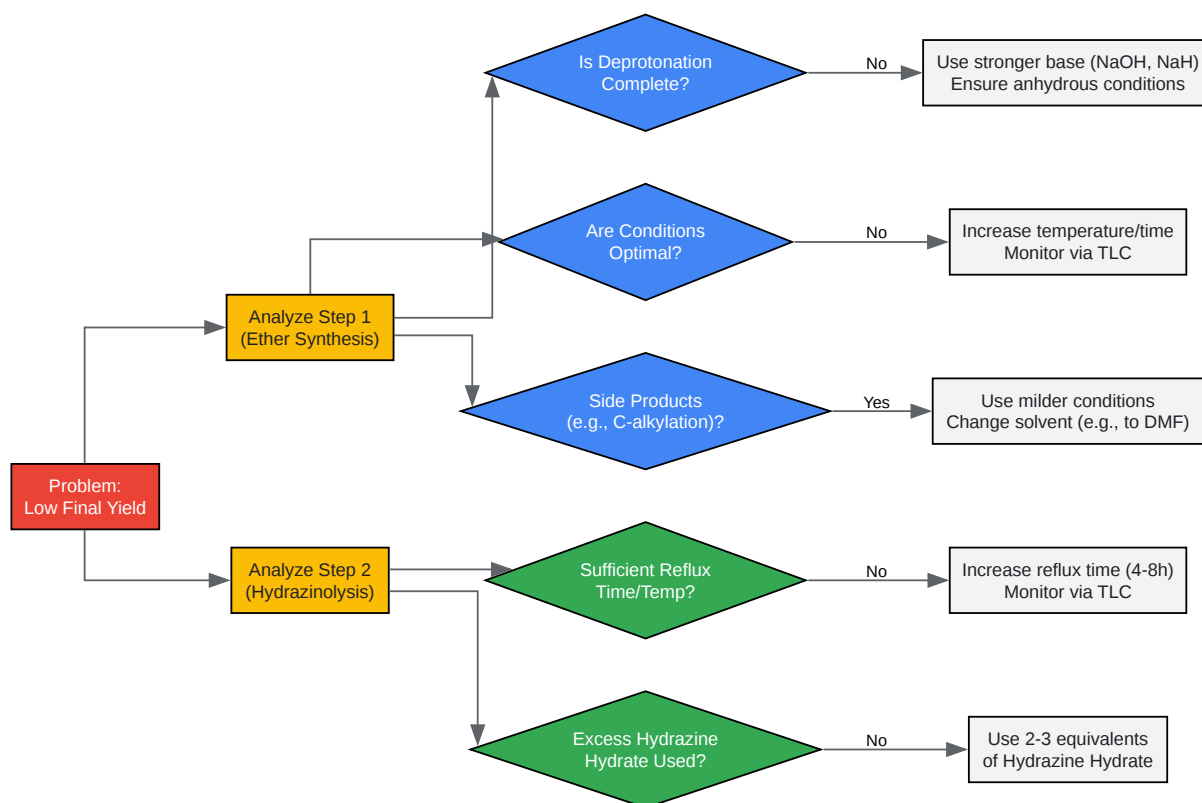 Is Deprotonation
Complete?
No
Use stronger base (NaOH, NaH)
Ensure anhydrous conditions
Are Conditions
Optimal?
No
Increase temperature/time
Monitor via TLC
Analyze Step 1
(Ether Synthesis)
Side Products
(e.g., C-alkylation)?
Yes
Use milder conditions
Change solvent (e.g., to DMF)
Problem:
Low Final Yield
Analyze Step 2
(Hydrazinolysis)
Sufficient Reflux
Time/Temp?
No
Increase reflux time (4-8h)
Monitor via TLC
Excess Hydrazine
Hydrate Used?
No
Use 2-3 equivalents
of Hydrazine Hydrate